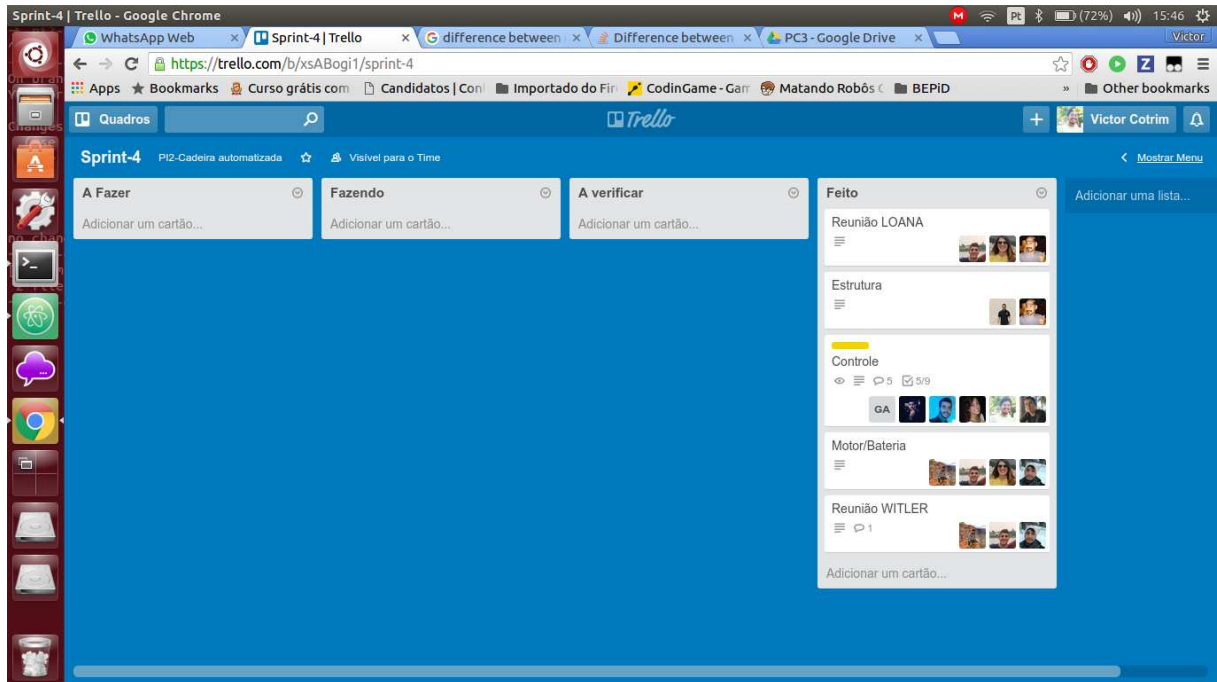 Sprint-4 | Trello - Google Chrome
Pt
(72%)
15:46
WhatsApp Web
Sprint-4 | Trello
difference between
Difference between
PC3 - Google Drive
Victor
https://trello.com/b/xsABogi1/sprint-4
Apps
Bookmarks
Curso grátis com
Candidatos | Con
Importado do Fir
CodinGame - Gam
Matando Robôs
BEPiD
»
Other bookmarks
Quadros
Trello
Victor Cotrim
Sprint-4
PI2-Cadeira automatizada
Visível para o Time
Mostrar Menu
A Fazer
Adicionar um cartão...
Fazendo
Adicionar um cartão...
A verificar
Adicionar um cartão...
Feito
Reunião LOANA
Estrutura
Controle
5
5/9
GA
Motor/Bateria
Reunião WITLER
1
Adicionar um cartão...
Adicionar uma lista...